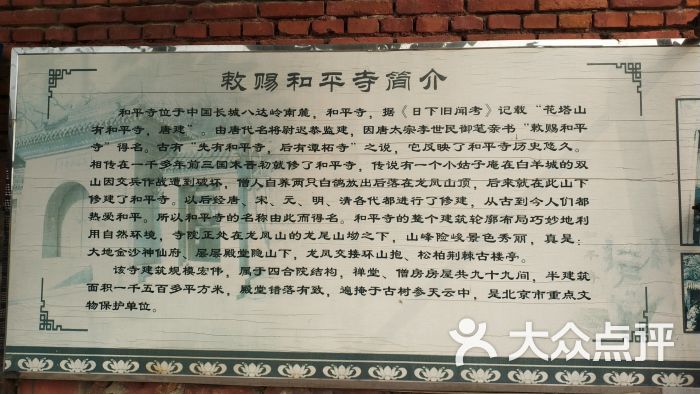 敕赐和平寺简介
和平寺位于中国长城八达岭南麓，和平寺，据《日下旧闻考》记载“花塔山
有和平寺，唐建”。由唐代名将尉迟恭监建，因唐太宗李世民御笔亲书“敕赐和平
寺”得名。古有“先有和平寺，后有潭柘寺”之说，它反映了和平寺历史悠久。
相传在一千多年前三国末晋初就修了和平寺，传说有一个小姑子庵在白羊城的双
山因交兵作战遭到破坏，僧人自养两只白鸽放出后落在龙凤山顶，后来就在此山下
修建了和平寺。以后经唐、宋、元、明、清各代都进行了修建，从古到今人们都
热爱和平。所以和平寺的名称由此而得名。和平寺的整个建筑轮廓布局巧妙地利
用自然环境，寺院正处在龙凤山的龙尾山坳之下，山峰险峻景色秀丽，真是：
大地金沙神仙府、层层殿堂隐山下，龙凤交接环山抱、松柏荆棘古楼亭。
该寺建筑规模宏伟，属于四合院结构，禅堂、僧房房屋共九十九间，半建筑
面积一千五百多平方米，殿堂错落有致，遮掩于古树参天云中，是北京市重点文
物保护单位。
大众点评